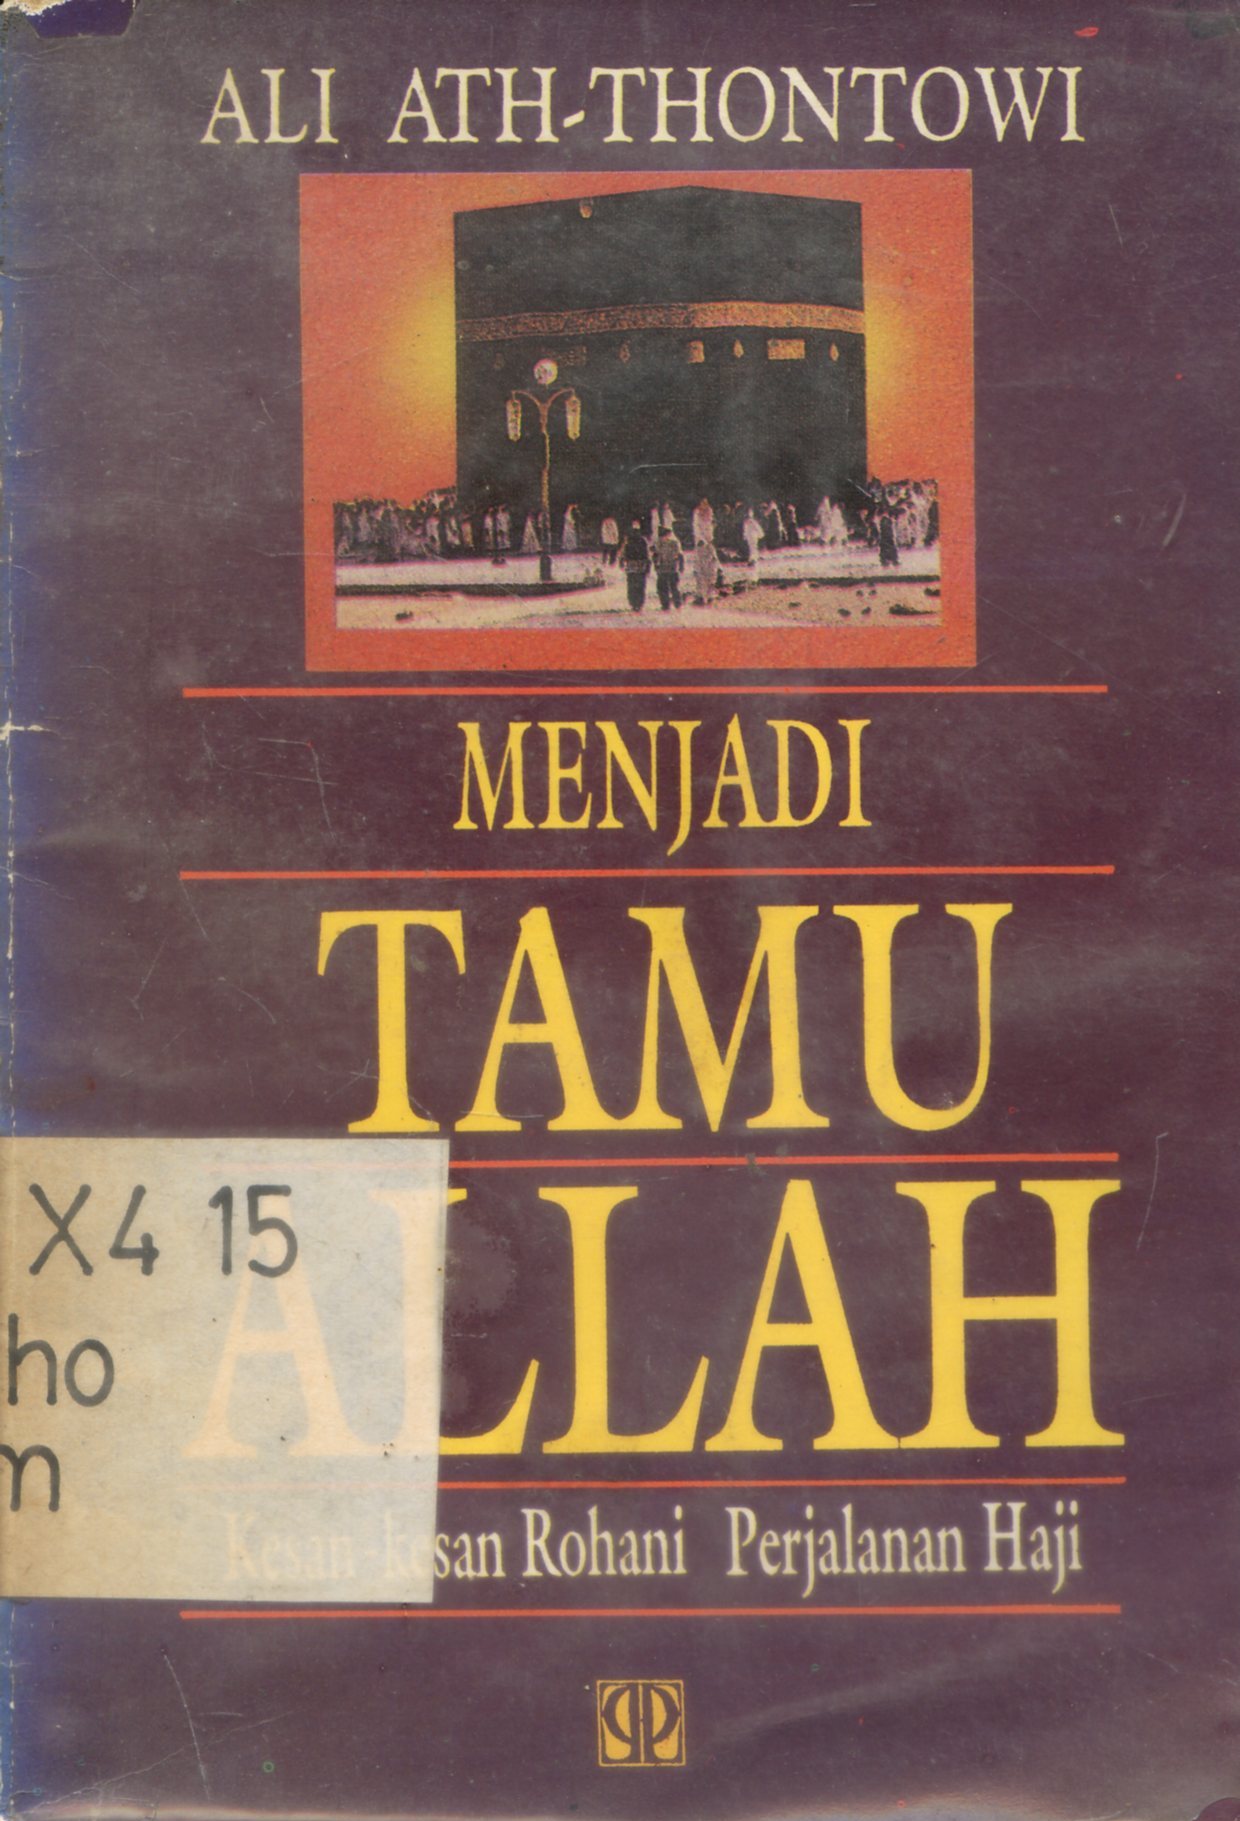 ALI ATH-THONTOWI
MENJADI
TAMU
ALLAH
X4 15
ho
m
Kesan-kesan Rohani Perjalanan Haji